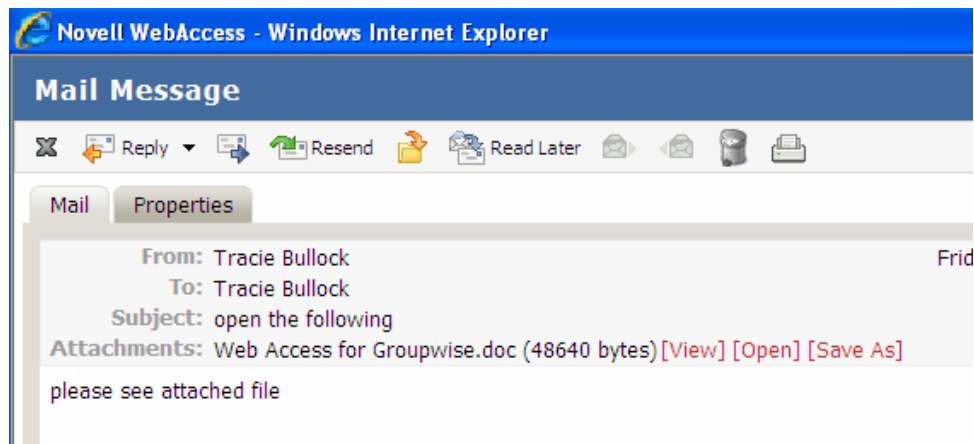 Novell WebAccess - Windows Internet Explorer
Mail Message
Reply Resend Read Later
Mail Properties
From: Tracie Bullock Frid
To: Tracie Bullock
Subject: open the following
Attachments: Web Access for Groupwise.doc (48640 bytes) [View] [Open] [Save As]
please see attached file